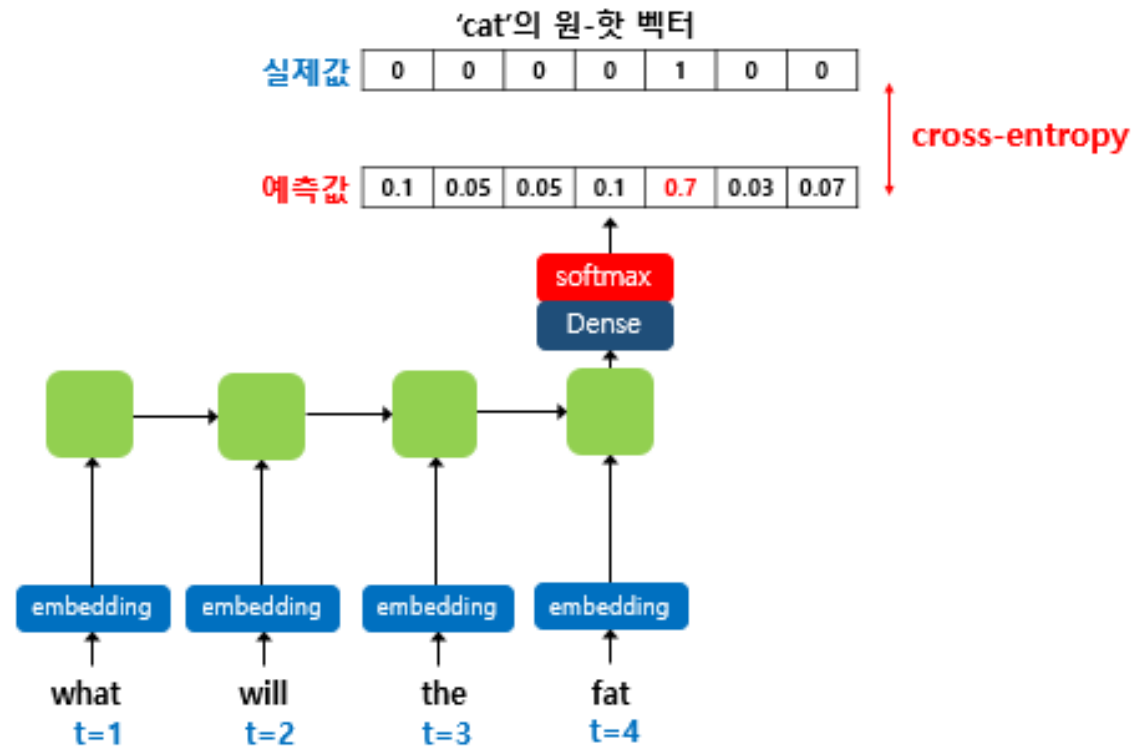 'cat'의 원-핫 벡터
실제값 0 0 0 0 1 0 0
cross-entropy
예측값 0.1 0.05 0.05 0.1 0.7 0.03 0.07
softmax
Dense
embedding embedding embedding embedding
what will the fat
t=1 t=2 t=3 t=4